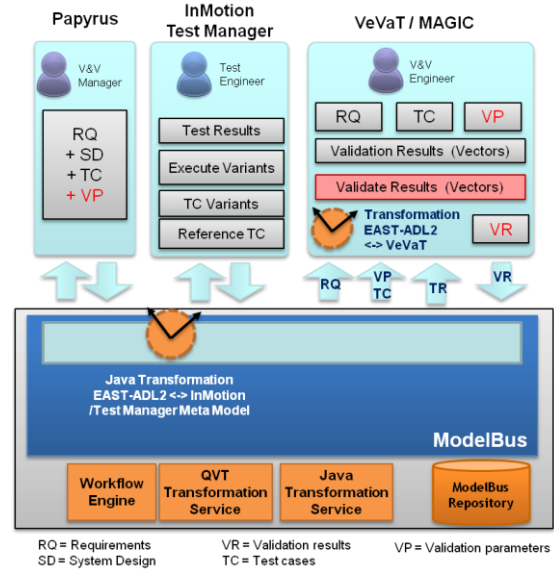 Papyrus
InMotion
Test Manager
VeVaT / MAGIC
V&V
Manager
Test
Engineer
V&V
Engineer
RQ
+ SD
+ TC
+ VP
Test Results
Execute Variants
TC Variants
Reference TC
RQ
TC
VP
Validation Results (Vectors)
Validate Results (Vectors)
Transformation
EAST-ADL2
<-> VeVaT
VR
RQ
VP
TC
TR
VR
Java Transformation
EAST-ADL2 <-> InMotion
/Test Manager Meta Model
ModelBus
Workflow
Engine
QVT
Transformation
Service
Java
Transformation
Service
ModelBus
Repository
RQ = Requirements
SD = System Design
VR = Validation results
TC = Test cases
VP = Validation parameters